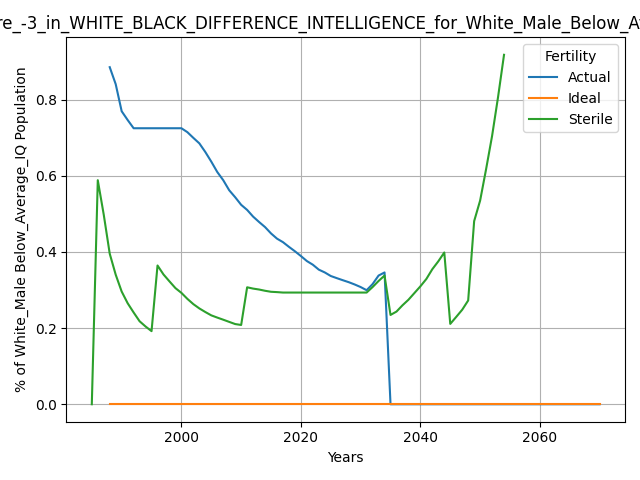 re_-3_in_WHITE_BLACK_DIFFERENCE_INTELLIGENCE_for_White_Male_Below_Av
% of White_Male Below_Average_IQ Population
Fertility
Actual
Ideal
Sterile
0.8
0.6
0.4
0.2
0.0
2000
2020
2040
2060
Years